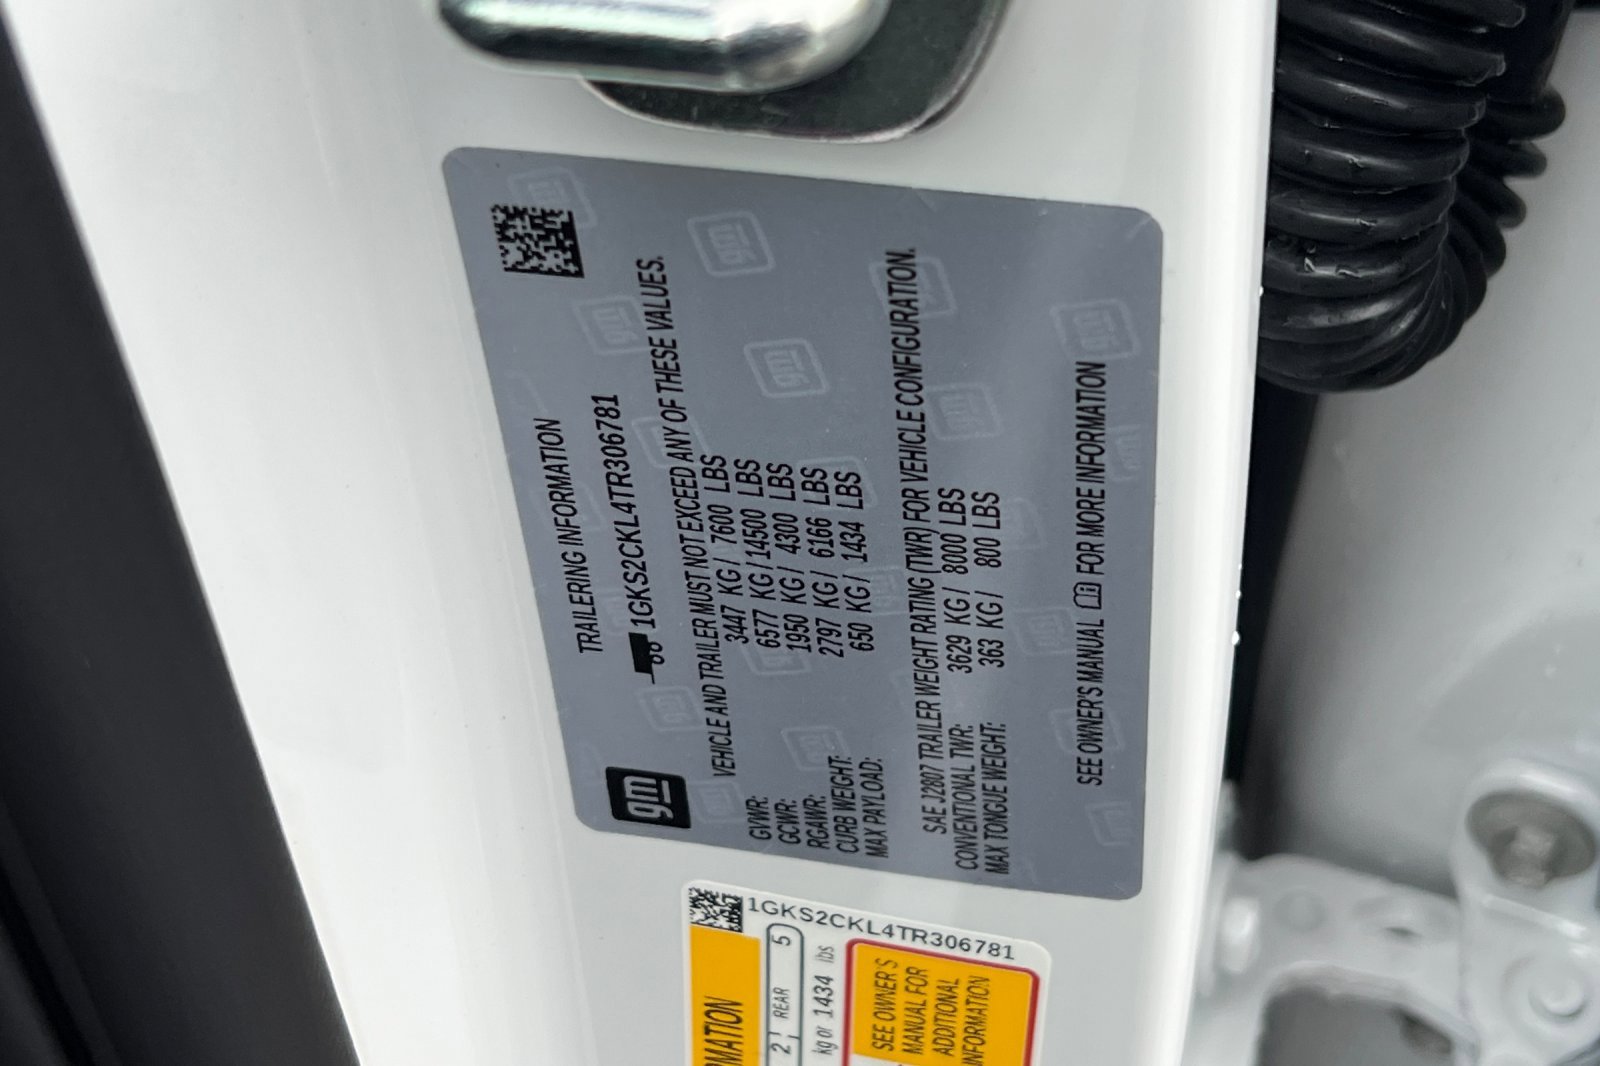 gm
TRAILERING INFORMATION
1GKS2CKL4TR306781
VEHICLE AND TRAILER MUST NOT EXCEED ANY OF THESE VALUES.
GVWR: 3447 KG / 7600 LBS
GCWR: 6577 KG / 14500 LBS
RGAWR: 1950 KG / 4300 LBS
CURB WEIGHT: 2797 KG / 6166 LBS
MAX PAYLOAD: 650 KG / 1434 LBS
SAE J2807 TRAILER WEIGHT RATING (TWR) FOR VEHICLE CONFIGURATION.
CONVENTIONAL TWR: 3629 KG / 8000 LBS
MAX TONGUE WEIGHT: 363 KG / 800 LBS
SEE OWNER'S MANUAL FOR MORE INFORMATION
1GKS2CKL4TR306781
RMATION
2 REAR 5
kg or 1434 lbs
SEE OWNER'S
MANUAL FOR
ADDITIONAL
INFORMATION